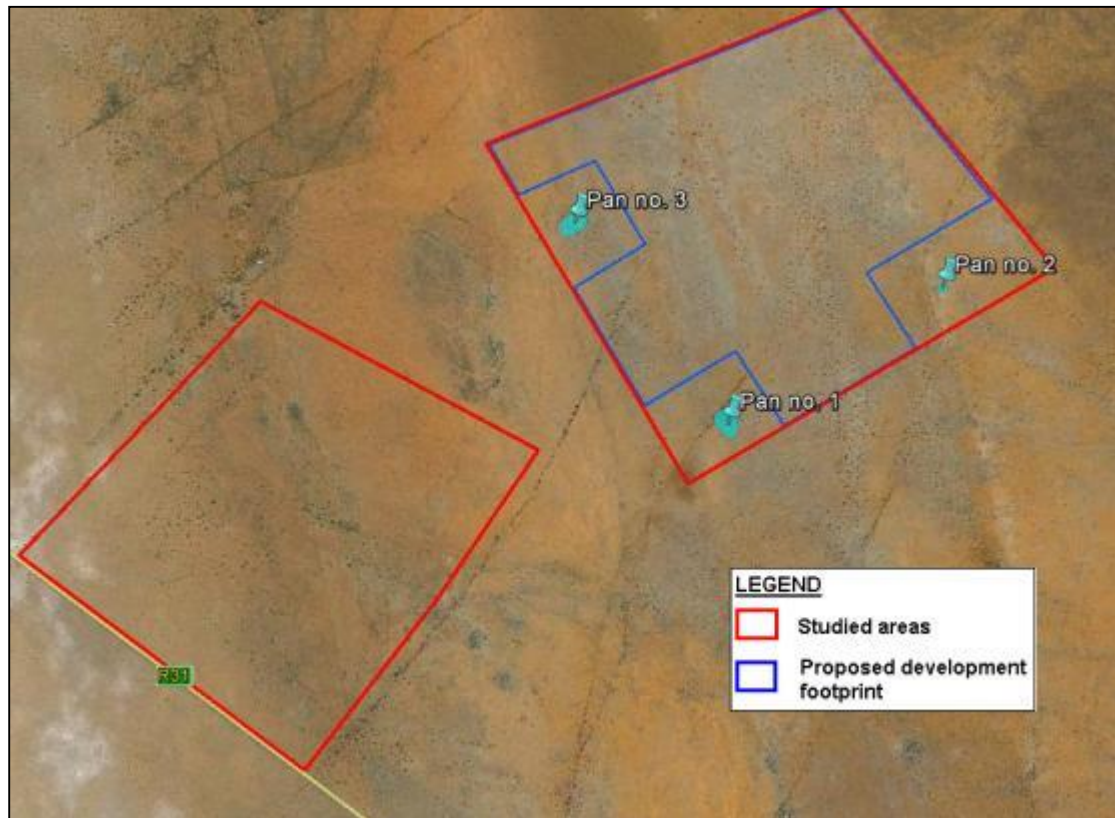 Pan no. 3
Pan no. 2
Pan no. 1
R31
LEGEND
Studied areas
Proposed development
footprint